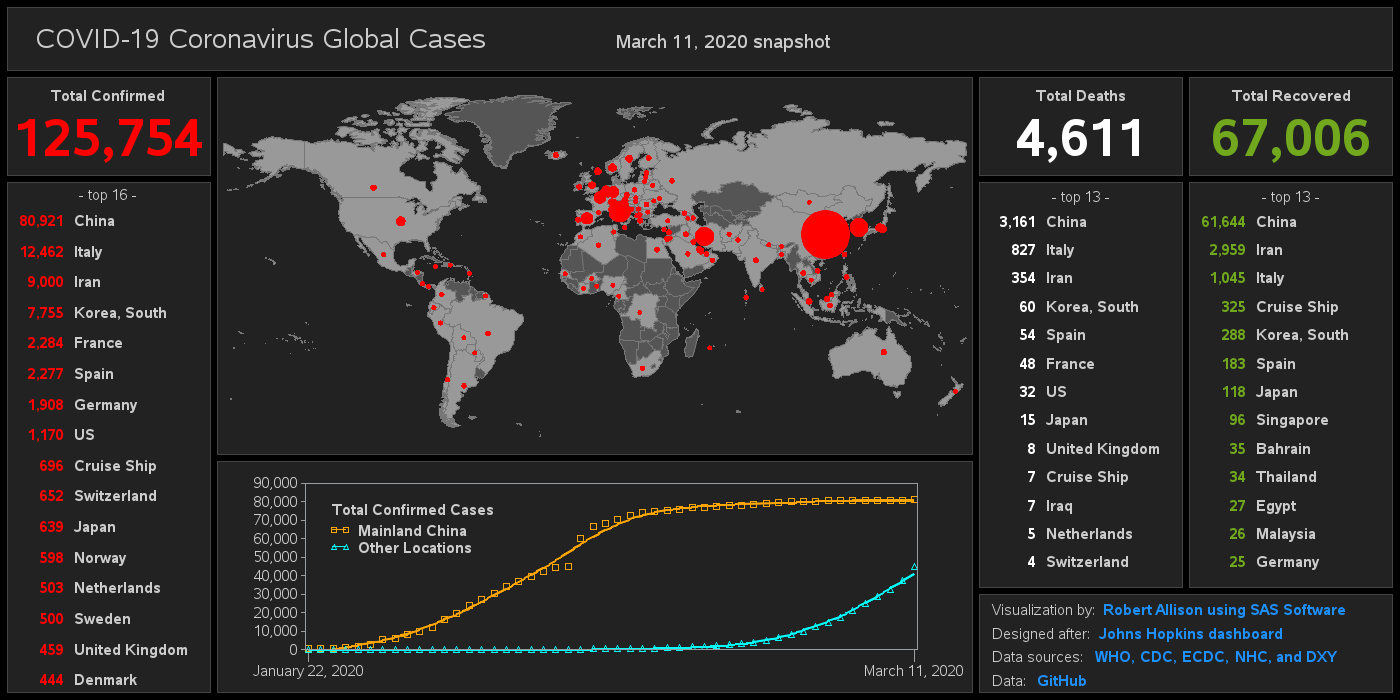 COVID-19 Coronavirus Global Cases
March 11, 2020 snapshot
Total Confirmed
125,754
- top 16 -
80,921 China
12,462 Italy
9,000 Iran
7,755 Korea, South
2,284 France
2,277 Spain
1,908 Germany
1,170 US
696 Cruise Ship
652 Switzerland
639 Japan
598 Norway
503 Netherlands
500 Sweden
459 United Kingdom
444 Denmark
90,000
80,000
70,000
60,000
50,000
40,000
30,000
20,000
10,000
0
Total Confirmed Cases
Mainland China
Other Locations
January 22, 2020
March 11, 2020
Total Deaths
4,611
- top 13 -
3,161 China
827 Italy
354 Iran
60 Korea, South
54 Spain
48 France
32 US
15 Japan
8 United Kingdom
7 Cruise Ship
7 Iraq
5 Netherlands
4 Switzerland
Total Recovered
67,006
- top 13 -
61,644 China
2,959 Iran
1,045 Italy
325 Cruise Ship
288 Korea, South
183 Spain
118 Japan
96 Singapore
35 Bahrain
34 Thailand
27 Egypt
26 Malaysia
25 Germany
Visualization by: Robert Allison using SAS Software
Designed after: Johns Hopkins dashboard
Data sources: WHO, CDC, ECDC, NHC, and DXY
Data: GitHub